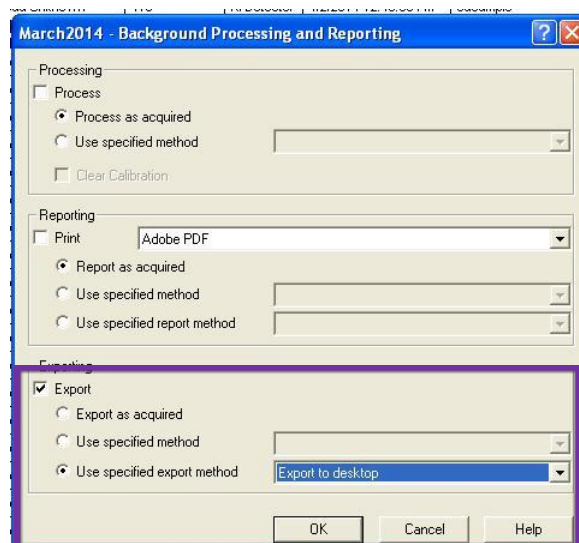 March2014 - Background Processing and Reporting
Processing
Process
Process as acquired
Use specified method
Clear Calibration
Reporting
Print Adobe PDF
Report as acquired
Use specified method
Use specified report method
Exporting
Export
Export as acquired
Use specified method
Use specified export method Export to desktop
OK Cancel Help